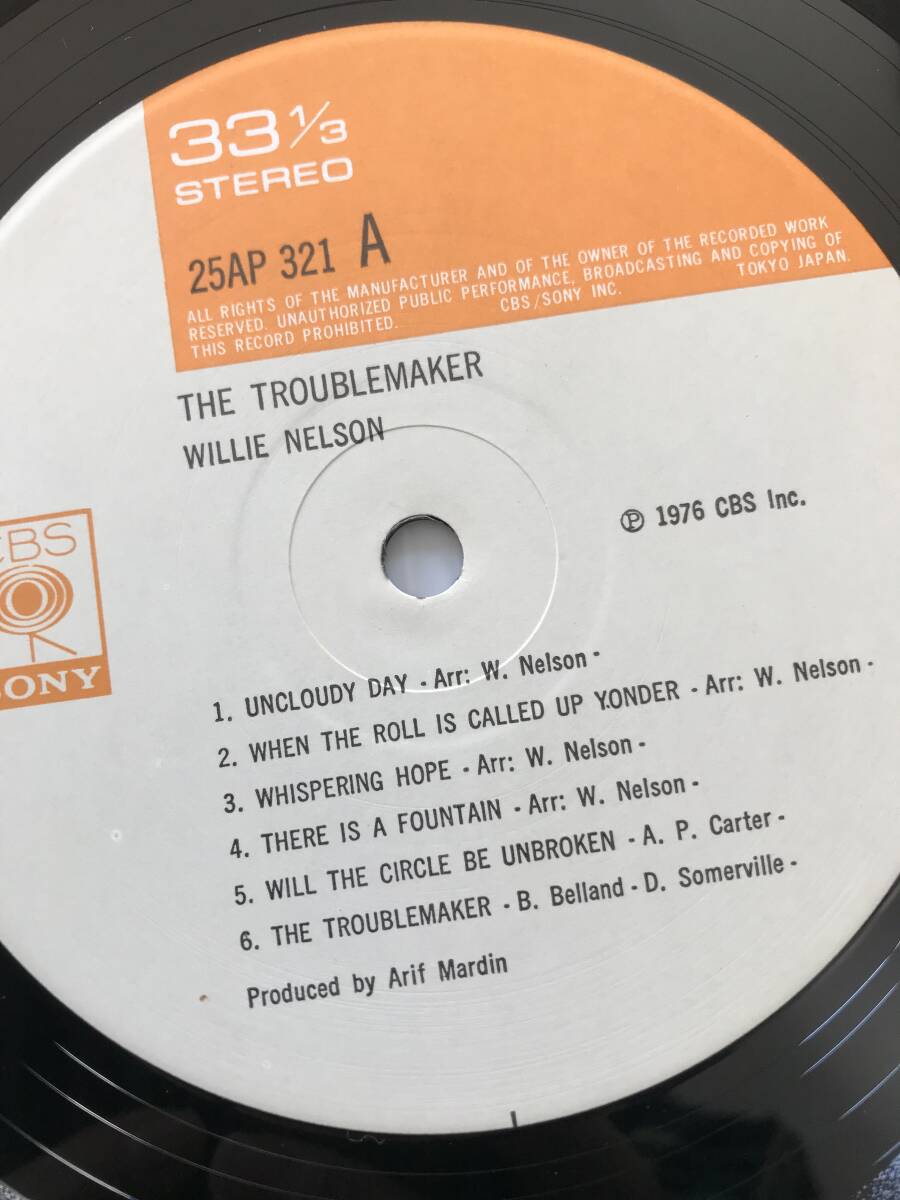 33 1/3
STEREO
25AP 321 A
ALL RIGHTS OF THE MANUFACTURER AND OF THE OWNER OF THE RECORDED WORK
RESERVED. UNAUTHORIZED PUBLIC PERFORMANCE, BROADCASTING AND COPYING OF
THIS RECORD PROHIBITED. CBS/SONY INC. TOKYO JAPAN.
THE TROUBLEMAKER
WILLIE NELSON
CBS
SONY
Ⓟ 1976 CBS Inc.
1. UNCLOUDY DAY - Arr: W. Nelson -
2. WHEN THE ROLL IS CALLED UP YONDER - Arr: W. Nelson -
3. WHISPERING HOPE - Arr: W. Nelson -
4. THERE IS A FOUNTAIN - Arr: W. Nelson -
5. WILL THE CIRCLE BE UNBROKEN - A. P. Carter -
6. THE TROUBLEMAKER - B. Belland - D. Somerville -
Produced by Arif Mardin